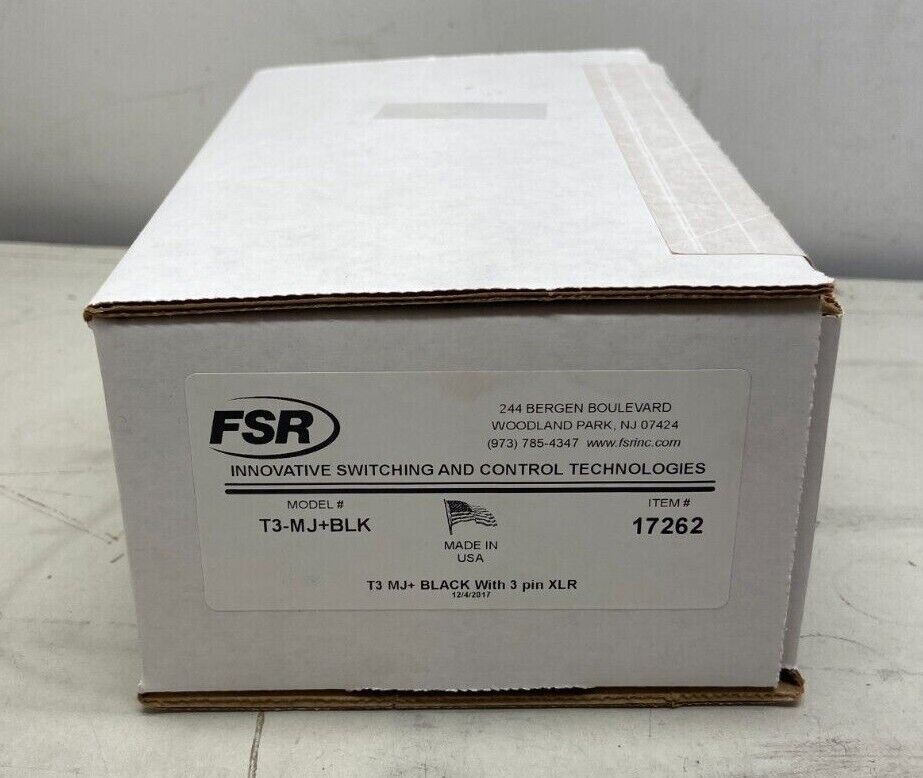 FSR
244 BERGEN BOULEVARD
WOODLAND PARK, NJ 07424
(973) 785-4347 www.fsrinc.com
INNOVATIVE SWITCHING AND CONTROL TECHNOLOGIES
MODEL #
T3-MJ+BLK
MADE IN
USA
ITEM #
17262
T3 MJ+ BLACK With 3 pin XLR
12/4/2017